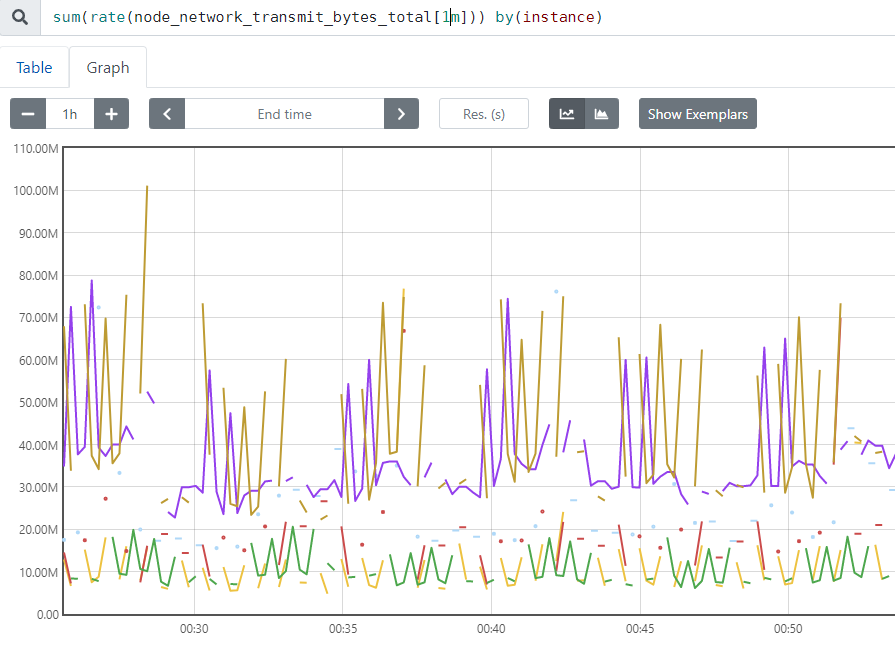 sum(rate(node_network_transmit_bytes_total[1m])) by(instance)
Table Graph
1h End time Res. (s) Show Exemplars
110.00M
100.00M
90.00M
80.00M
70.00M
60.00M
50.00M
40.00M
30.00M
20.00M
10.00M
0.00
00:30 00:35 00:40 00:45 00:50